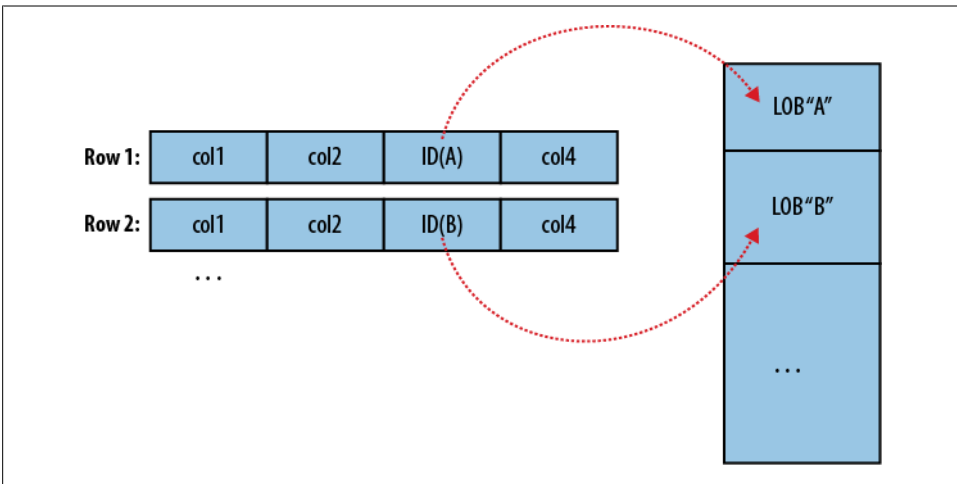 LOB“A”
Row 1: col1 col2 ID(A) col4
LOB“B”
Row 2: col1 col2 ID(B) col4
...
...